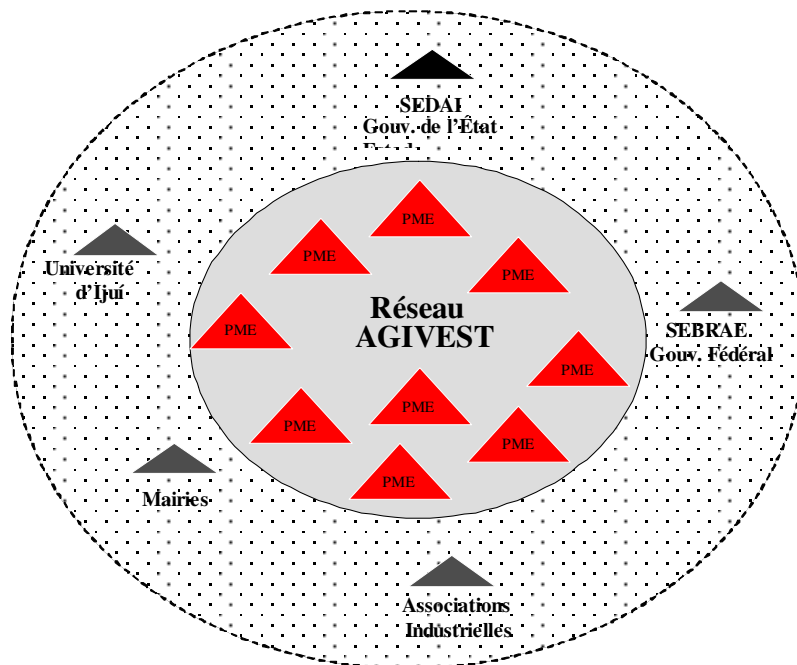 SEDAI
Gouv. de l'État
PME
PME
PME
Université
d'Ijuí
Réseau
AGIVEST
PME
SEBRAE
Gouv. Fédéral
PME
PME
PME
PME
PME
Mairies
Associations
Industrielles